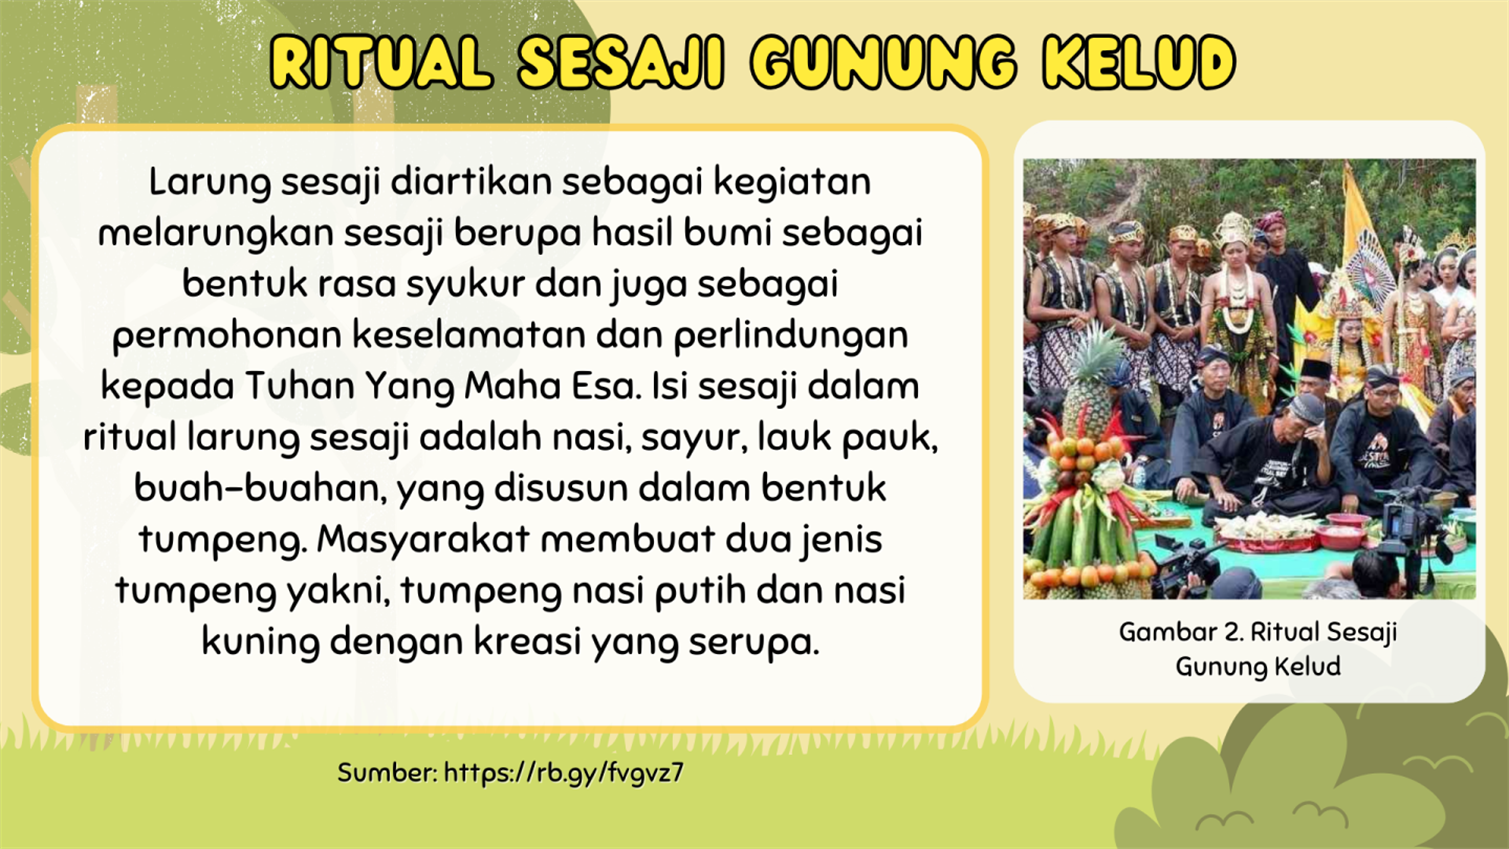 RITUAL SESAJI GUNUNG KELUD
Larung sesaji diartikan sebagai kegiatan
melarungkan sesaji berupa hasil bumi sebagai
bentuk rasa syukur dan juga sebagai
permohonan keselamatan dan perlindungan
kepada Tuhan Yang Maha Esa. Isi sesaji dalam
ritual larung sesaji adalah nasi, sayur, lauk pauk,
buah-buahan, yang disusun dalam bentuk
tumpeng. Masyarakat membuat dua jenis
tumpeng yakni, tumpeng nasi putih dan nasi
kuning dengan kreasi yang serupa.
Gambar 2. Ritual Sesaji
Gunung Kelud
Sumber: https://rb.gy/fvgvz7